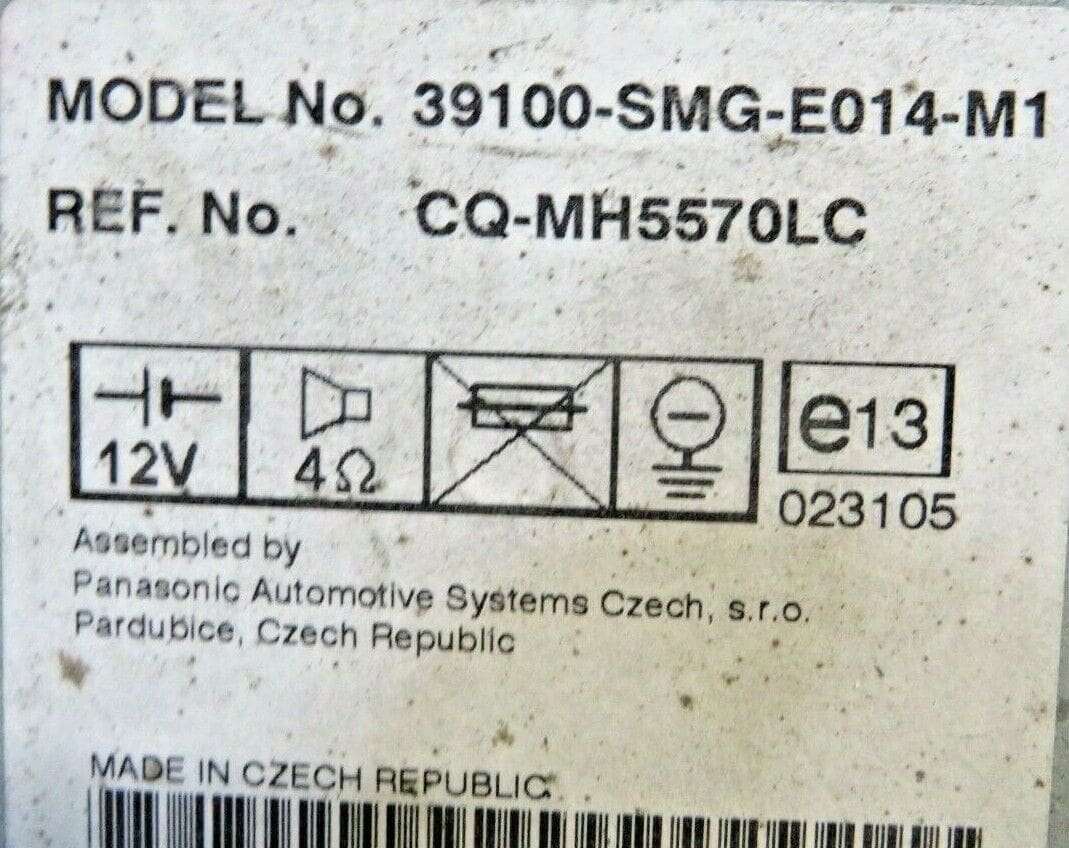 MODEL No. 39100-SMG-E014-M1
REF. No. CQ-MH5570LC
12V 4Ω e13
023105
Assembled by
Panasonic Automotive Systems Czech, s.r.o.
Pardubice, Czech Republic
MADE IN CZECH REPUBLIC